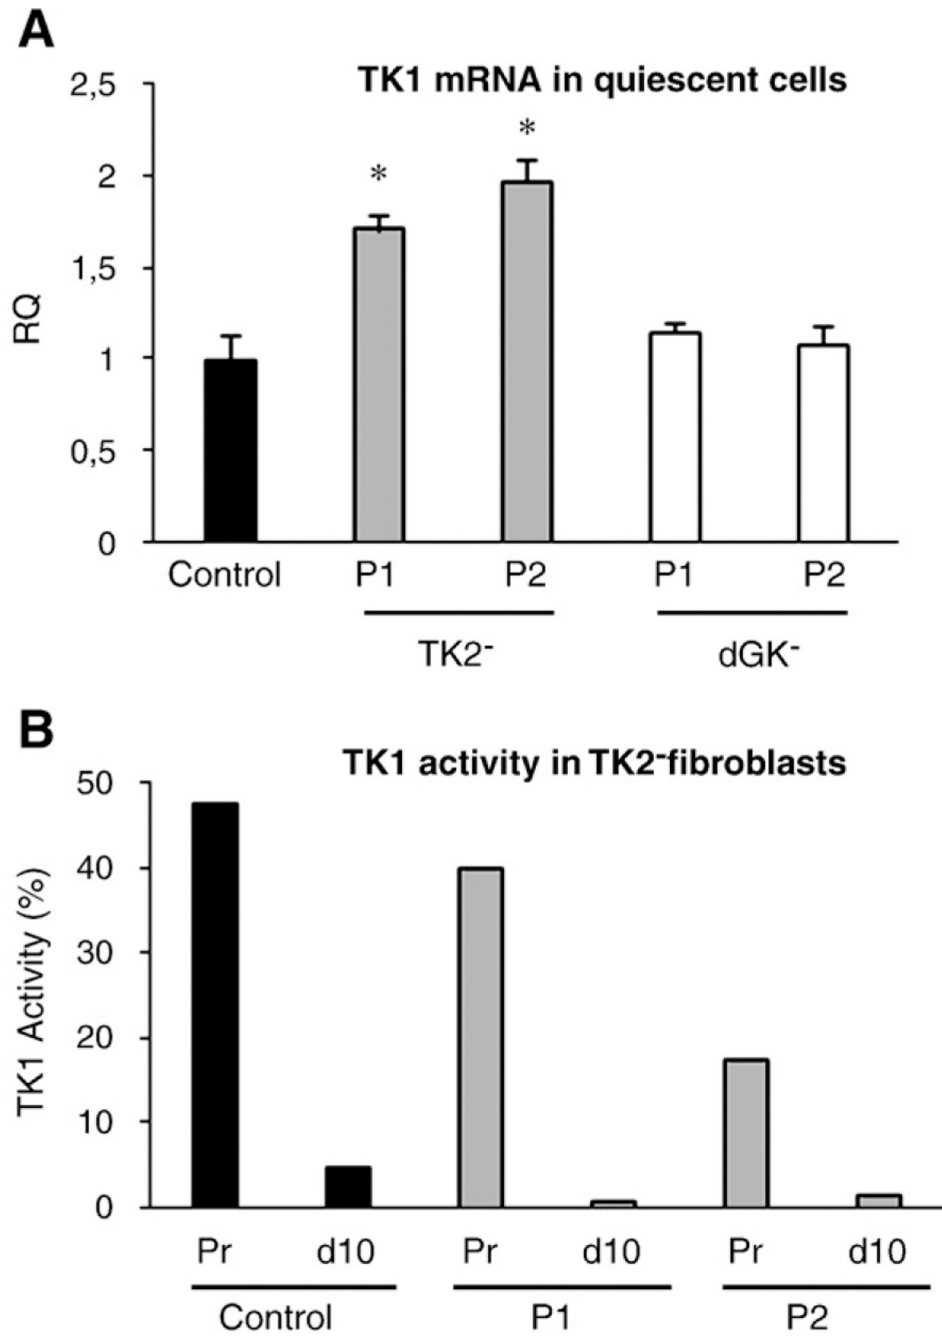 A
TK1 mRNA in quiescent cells
2,5
2
1,5
1
0,5
0
RQ
*
*
Control P1 P2 P1 P2
TK2- dGK-
B
TK1 activity in TK2-fibroblasts
50
40
30
20
10
0
TK1 Activity (%)
Pr d10 Pr d10 Pr d10
Control P1 P2